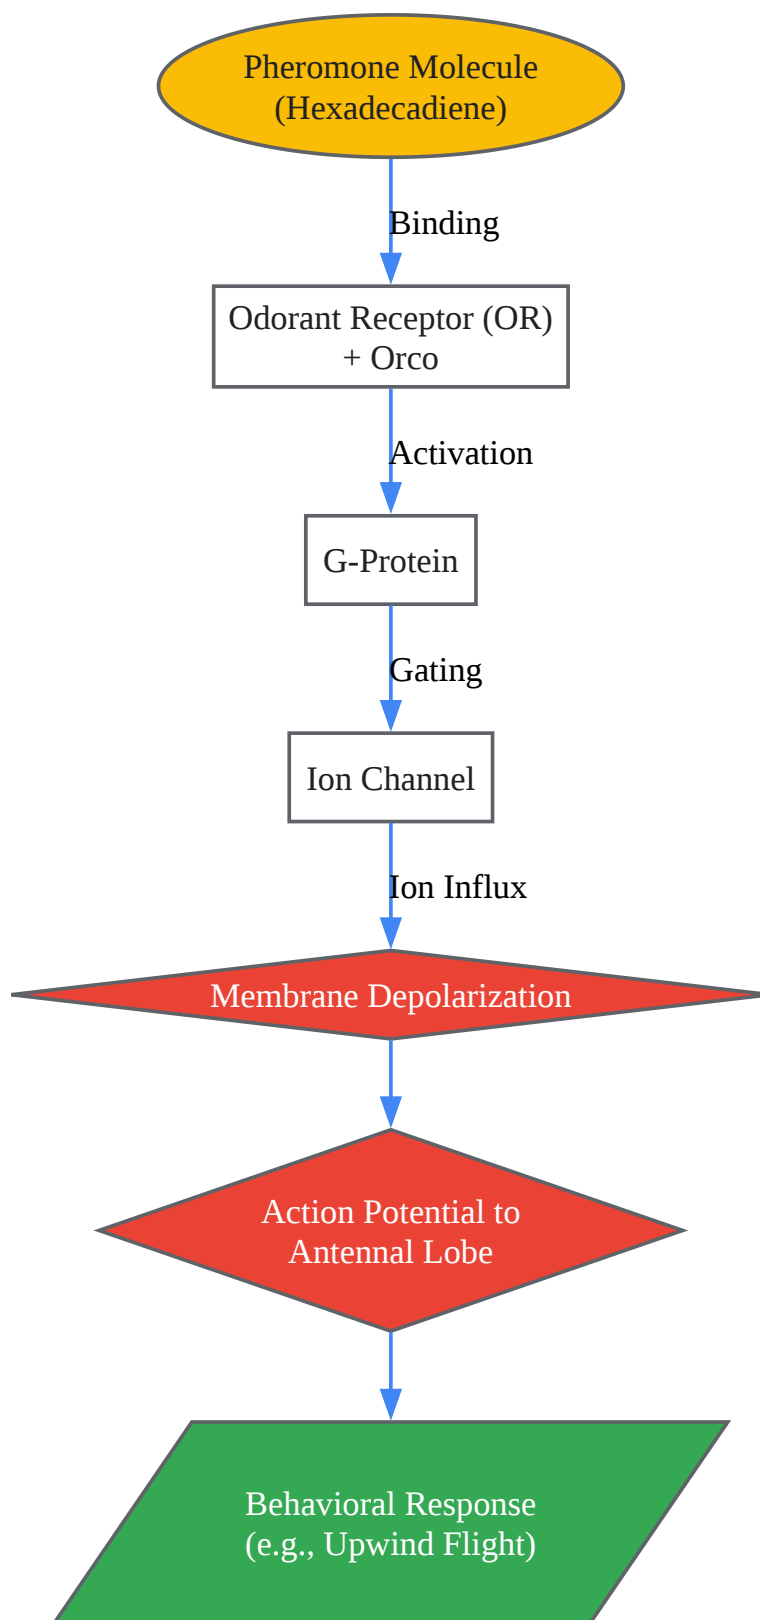 Pheromone Molecule
(Hexadecadiene)
Binding
Odorant Receptor (OR)
+ Orco
Activation
G-Protein
Gating
Ion Channel
Ion Influx
Membrane Depolarization
Action Potential to
Antennal Lobe
Behavioral Response
(e.g., Upwind Flight)